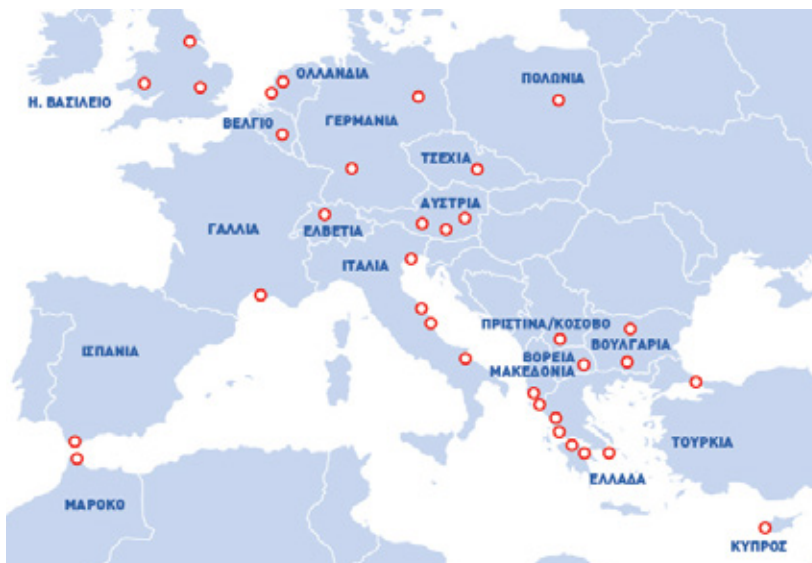 ΟΛΛΑΝΔΙΑ
ΠΟΛΩΝΙΑ
Η. ΒΑΣΙΛΕΙΟ
ΒΕΛΓΙΟ
ΓΕΡΜΑΝΙΑ
ΤΣΕΧΙΑ
ΑΥΣΤΡΙΑ
ΓΑΛΛΙΑ
ΕΛΒΕΤΙΑ
ΙΤΑΛΙΑ
ΠΡΙΣΤΙΝΑ/ΚΟΣΟΒΟ
ΒΟΥΛΓΑΡΙΑ
ΙΣΠΑΝΙΑ
ΒΟΡΕΙΑ
ΜΑΚΕΔΟΝΙΑ
ΤΟΥΡΚΙΑ
ΕΛΛΑΔΑ
ΜΑΡΟΚΟ
ΚΥΠΡΟΣ